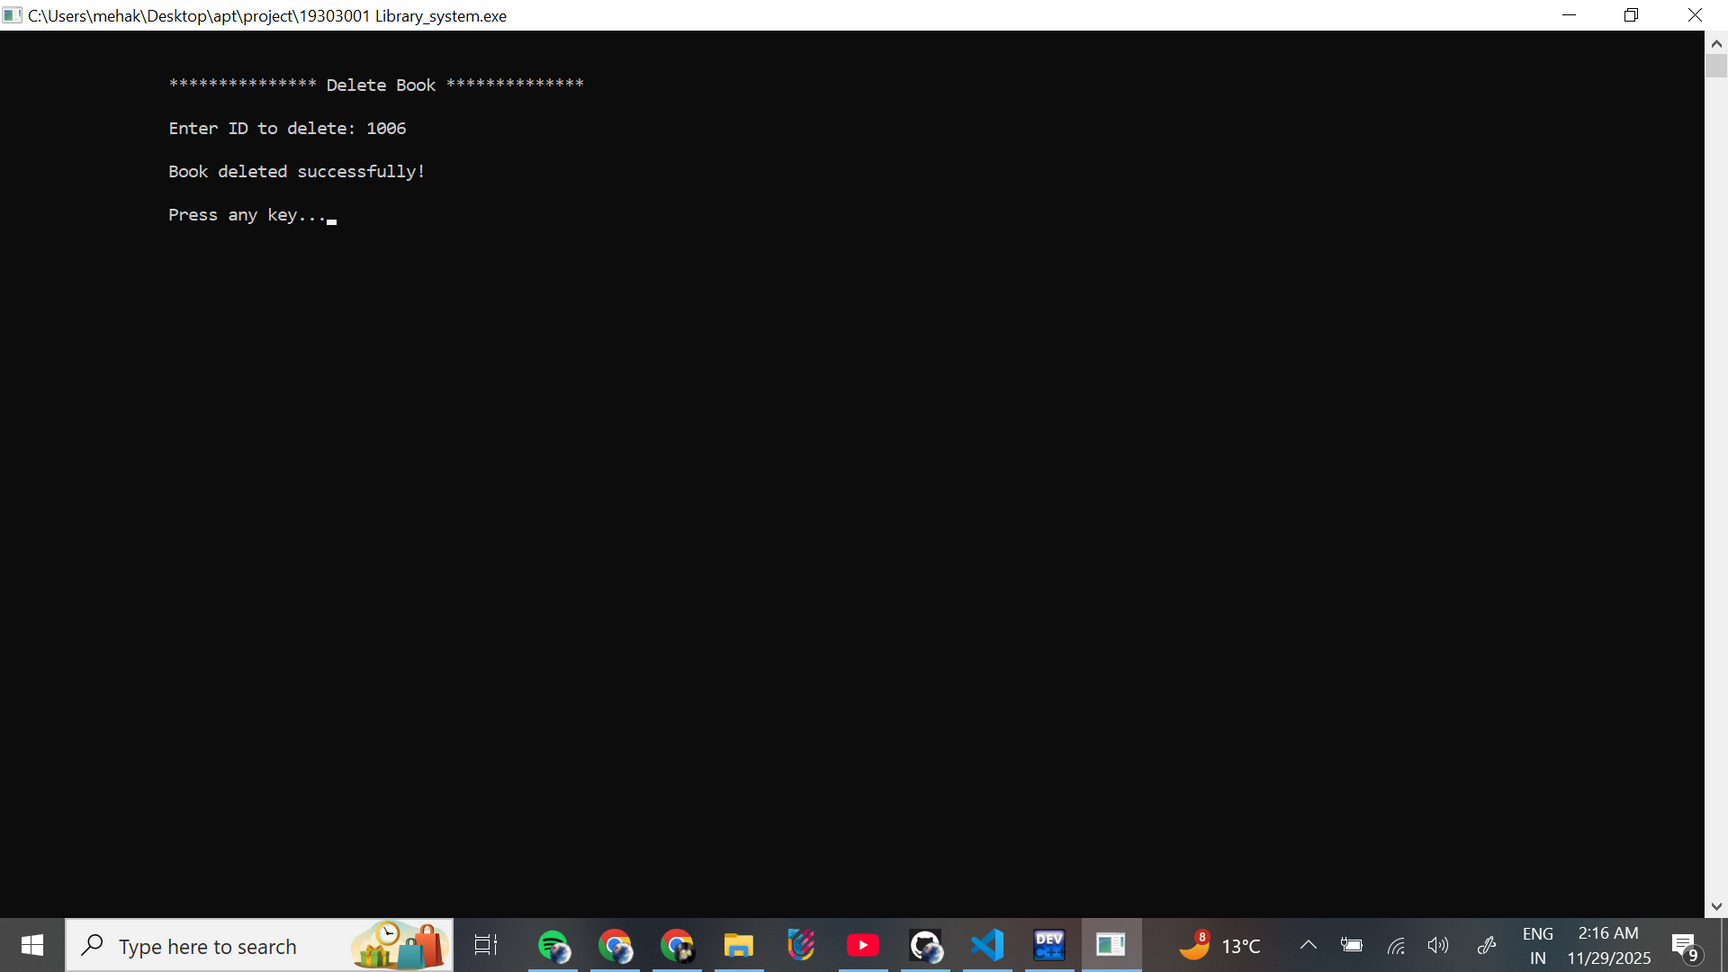 C:\Users\mehak\Desktop\apt\project\19303001 Library_system.exe
*************** Delete Book **************
Enter ID to delete: 1006
Book deleted successfully!
Press any key...
Type here to search
DEV
C++
8
13°C
ENG
IN
2:16 AM
11/29/2025
9